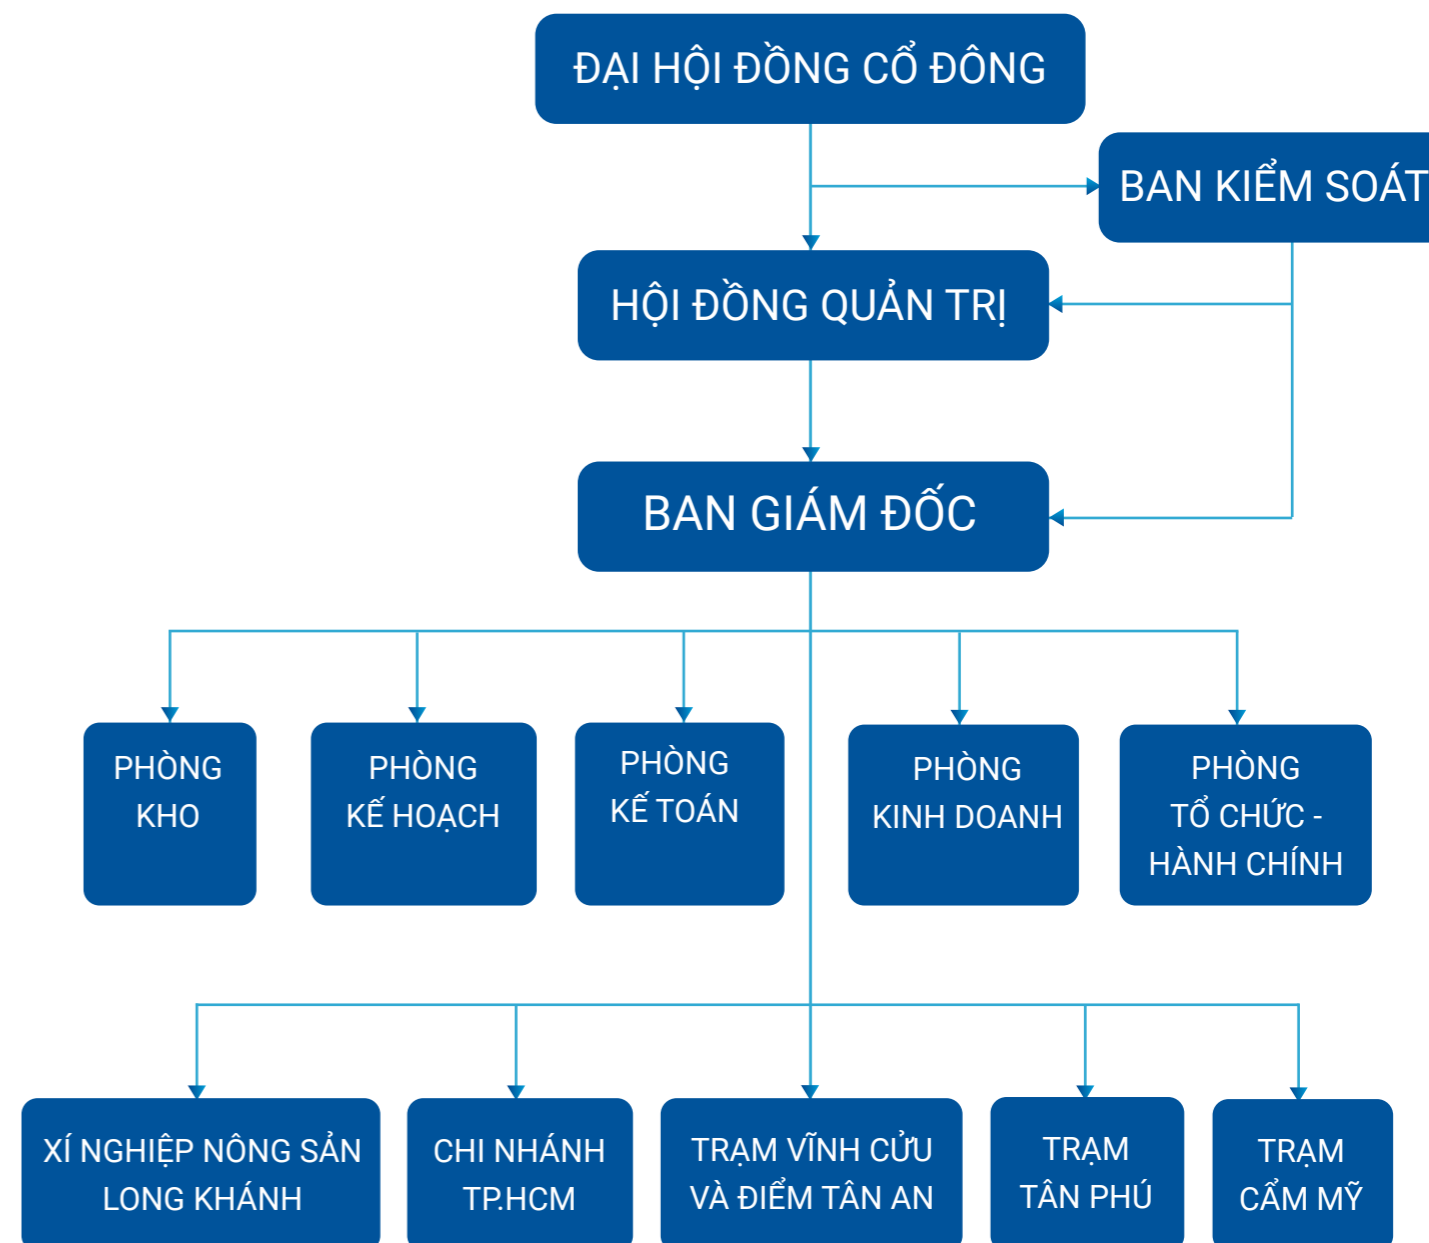 ĐẠI HỘI ĐỒNG CỔ ĐÔNG
BAN KIỂM SOÁT
HỘI ĐỒNG QUẢN TRỊ
BAN GIÁM ĐỐC
PHÒNG
KHO
PHÒNG
KẾ HOẠCH
PHÒNG
KẾ TOÁN
PHÒNG
KINH DOANH
PHÒNG
TỔ CHỨC -
HÀNH CHÍNH
XÍ NGHIỆP NÔNG SẢN
LONG KHÁNH
CHI NHÁNH
TP.HCM
TRẠM VĨNH CỬU
VÀ ĐIỂM TÂN AN
TRẠM
TÂN PHÚ
TRẠM
CẨM MỸ